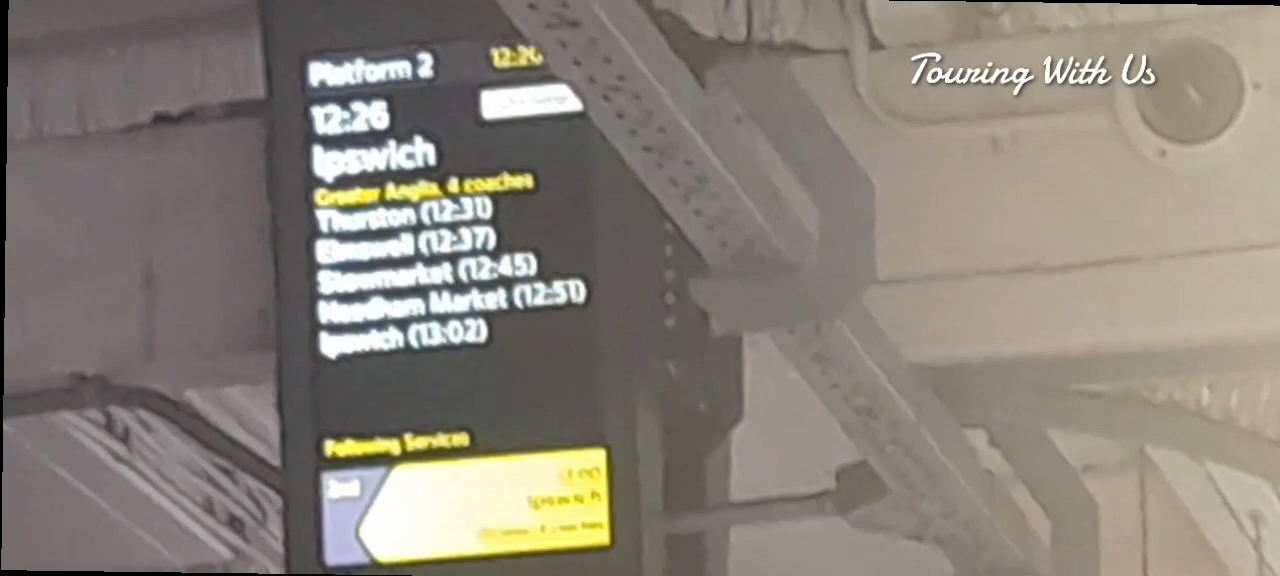 Touring With Us
Platform 2
12:26
12:26
Ipswich
Greater Anglia, 4 coaches
Thurston (12:31)
Elmswell (12:37)
Stowmarket (12:45)
Needham Market (12:51)
Ipswich (13:02)
Following Services
2nd